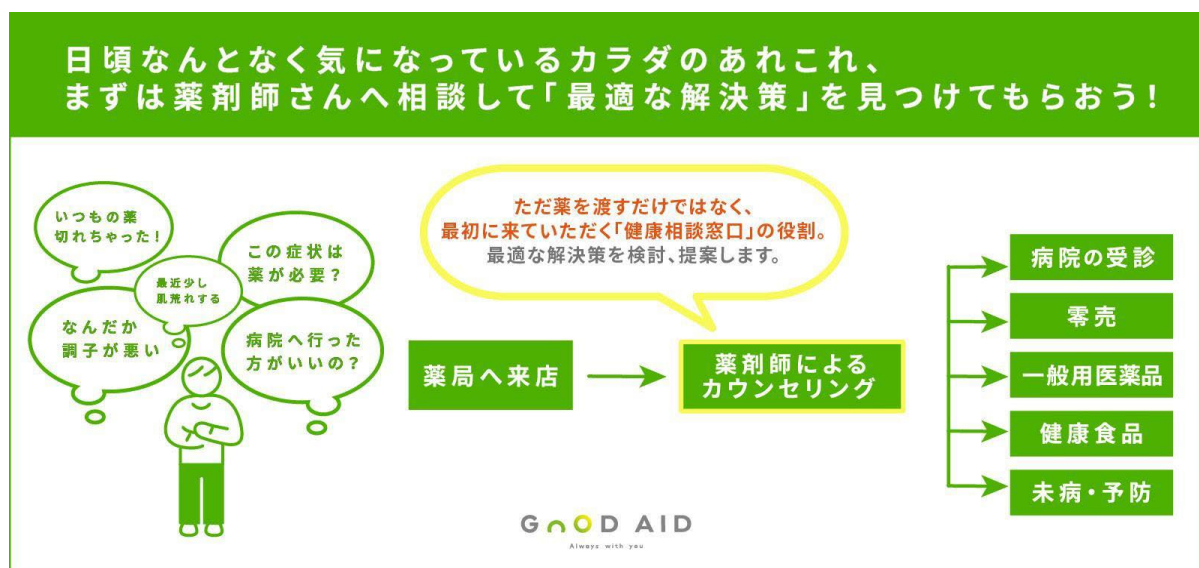 日頃なんとなく気になっているカラダのあれこれ、
まずは薬剤師さんへ相談して「最適な解決策」を見つけてもらおう！
いつもの薬
切れちゃった！
この症状は
薬が必要？
最近少し
肌荒れする
なんだか
調子が悪い
病院へ行った
方がいいの？
ただ薬を渡すだけではなく、
最初に来ていただく「健康相談窓口」の役割。
最適な解決策を検討、提案します。
薬局へ来店
薬剤師による
カウンセリング
病院の受診
零売
一般用医薬品
健康食品
未病・予防
GOOD AID
Always with you